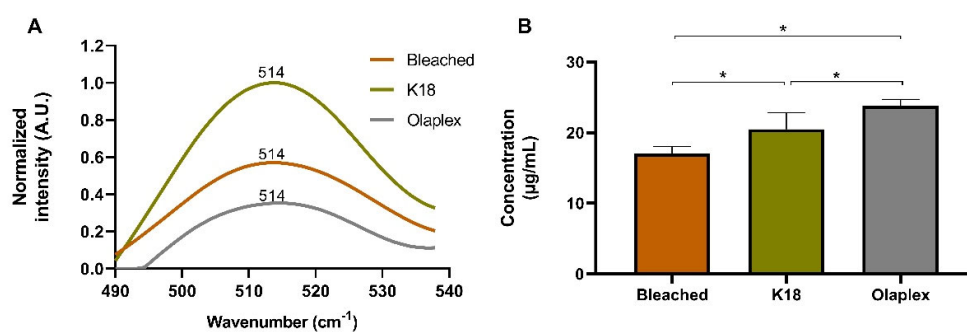 A
Normalized
intensity (A.U.)
1.2
1.0
0.8
0.6
0.4
0.2
0.0
514
514
514
Bleached
K18
Olaplex
490
500
510
520
530
540
Wavenumber (cm⁻¹)
B
Concentration
(µg/mL)
30
20
10
0
*
*
*
Bleached
K18
Olaplex